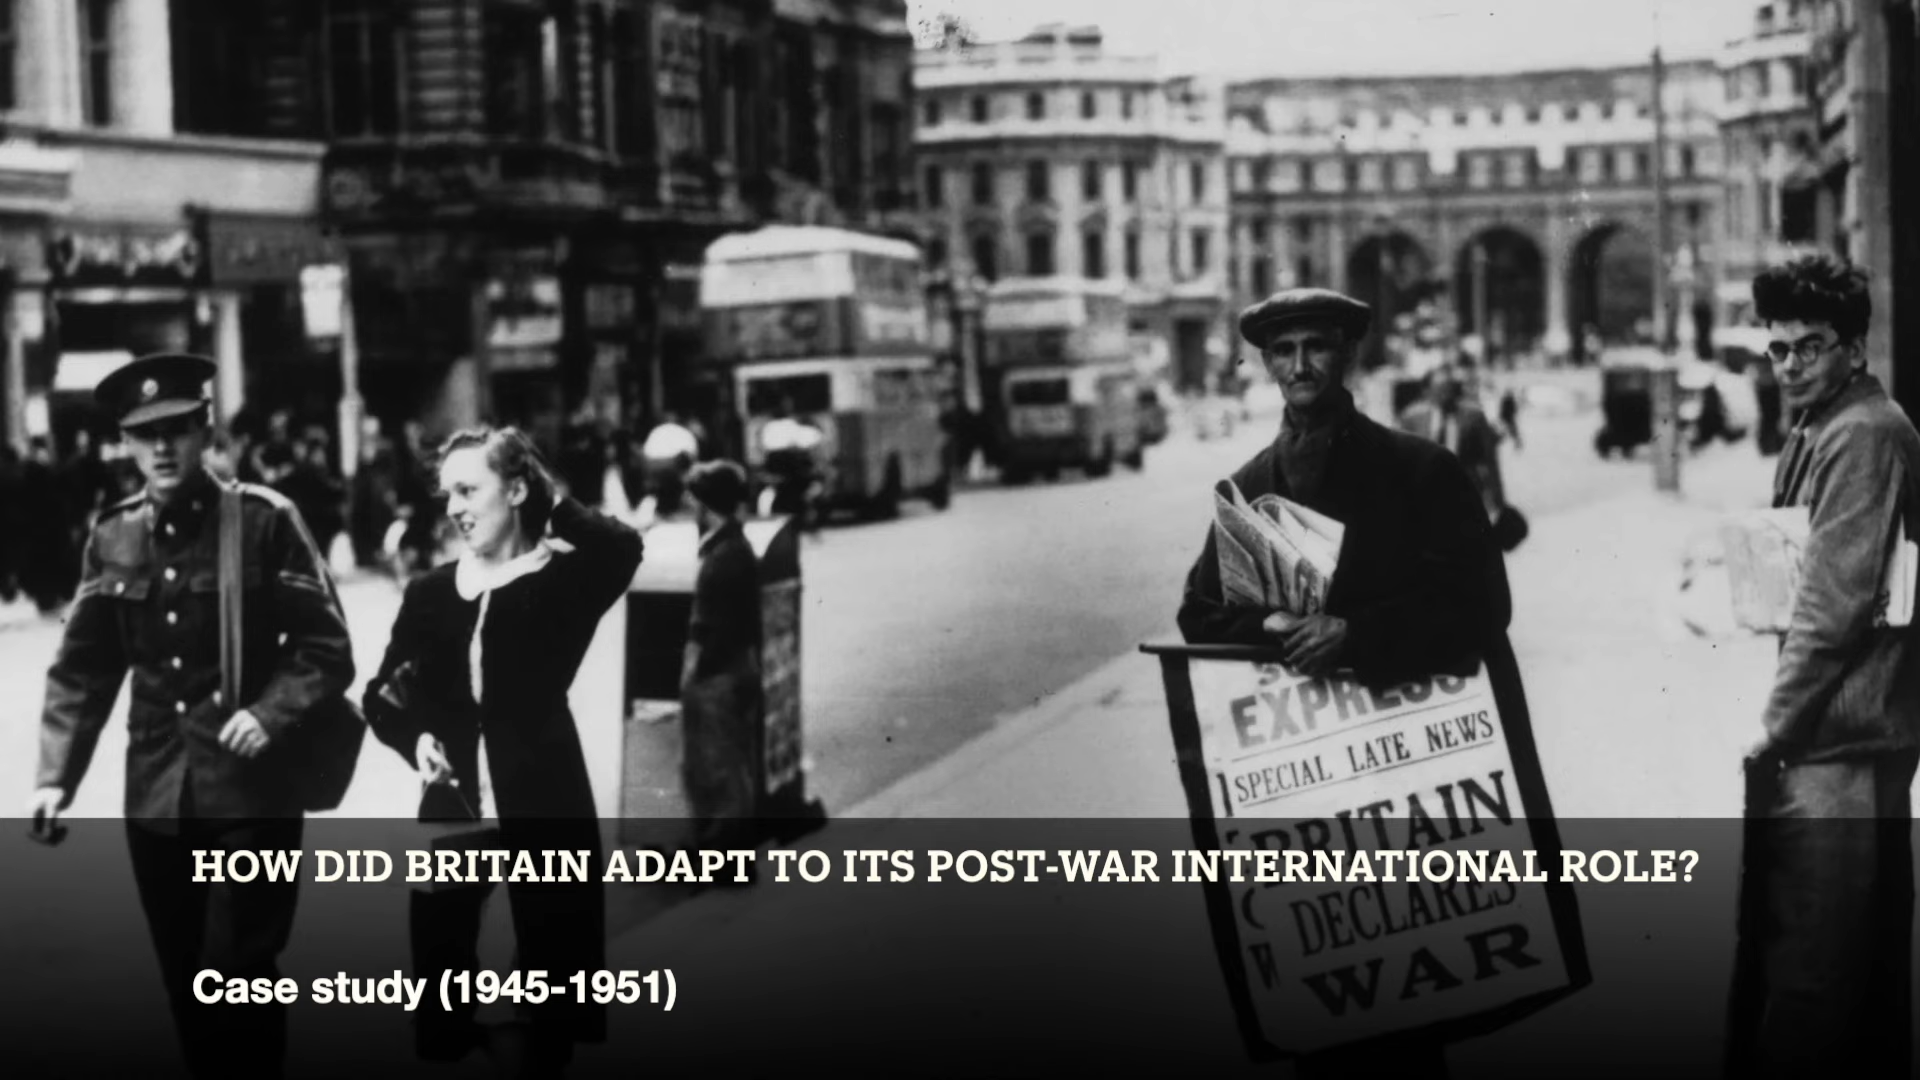 EXPRESS
SPECIAL LATE NEWS
BRITAIN
DECLARES
WAR
HOW DID BRITAIN ADAPT TO ITS POST-WAR INTERNATIONAL ROLE?
Case study (1945-1951)